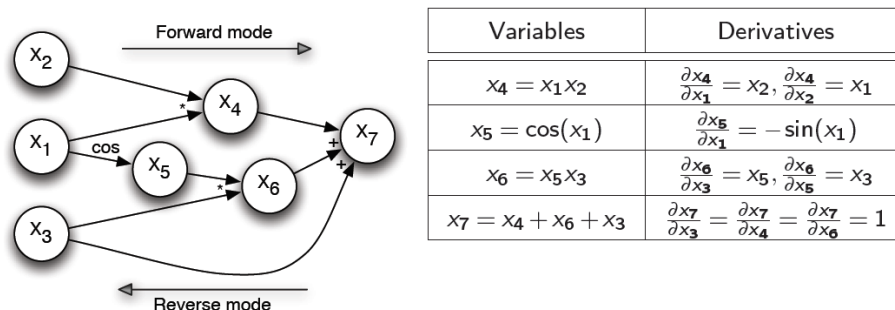 Forward mode
x2
x4
*
x1
cos
x5
x7
+
+
x6
*
x3
Reverse mode
Variables Derivatives
x₄ = x₁x₂ ∂x₄/∂x₁ = x₂, ∂x₄/∂x₂ = x₁
x₅ = cos(x₁) ∂x₅/∂x₁ = −sin(x₁)
x₆ = x₅x₃ ∂x₆/∂x₃ = x₅, ∂x₆/∂x₅ = x₃
x₇ = x₄ + x₆ + x₃ ∂x₇/∂x₃ = ∂x₇/∂x₄ = ∂x₇/∂x₆ = 1